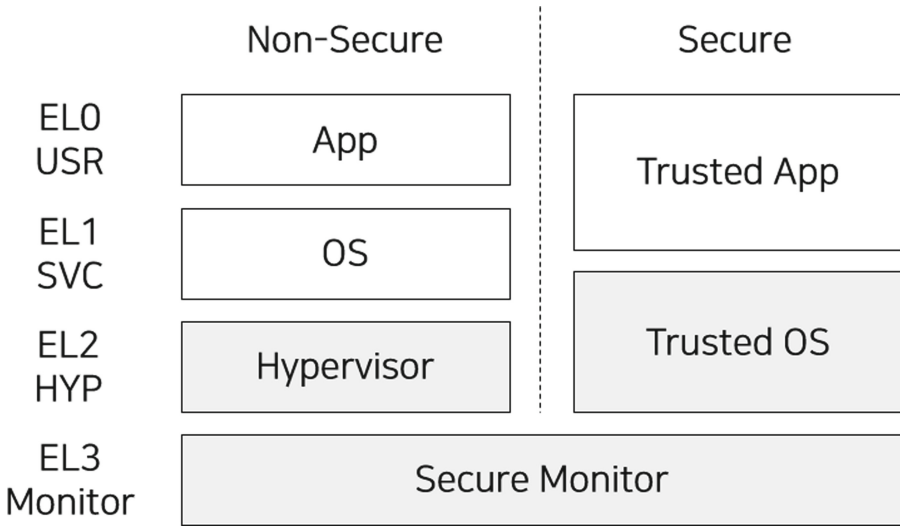 Non-Secure
Secure
EL0
USR
App
Trusted App
EL1
SVC
OS
EL2
HYP
Hypervisor
Trusted OS
EL3
Monitor
Secure Monitor